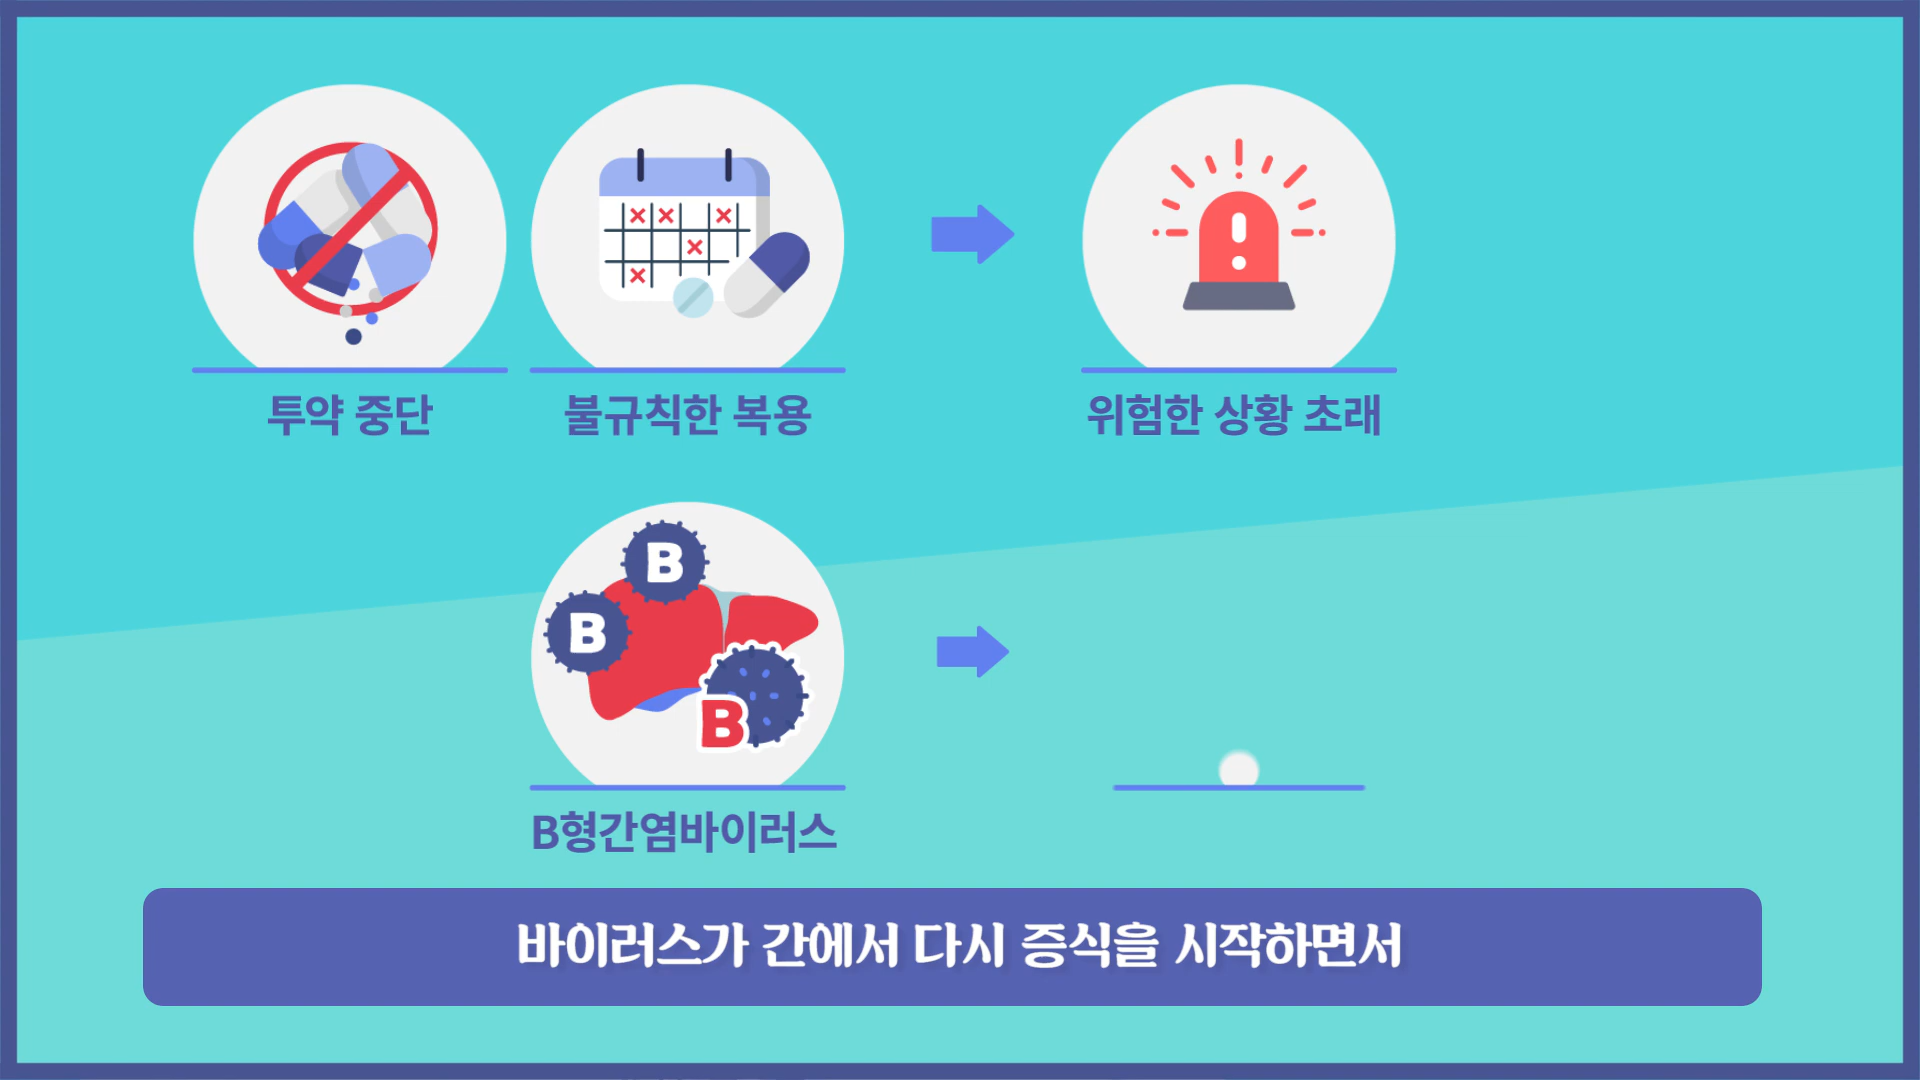 투약 중단
불규칙한 복용
위험한 상황 초래
B
B
B
B형간염바이러스
바이러스가 간에서 다시 증식을 시작하면서